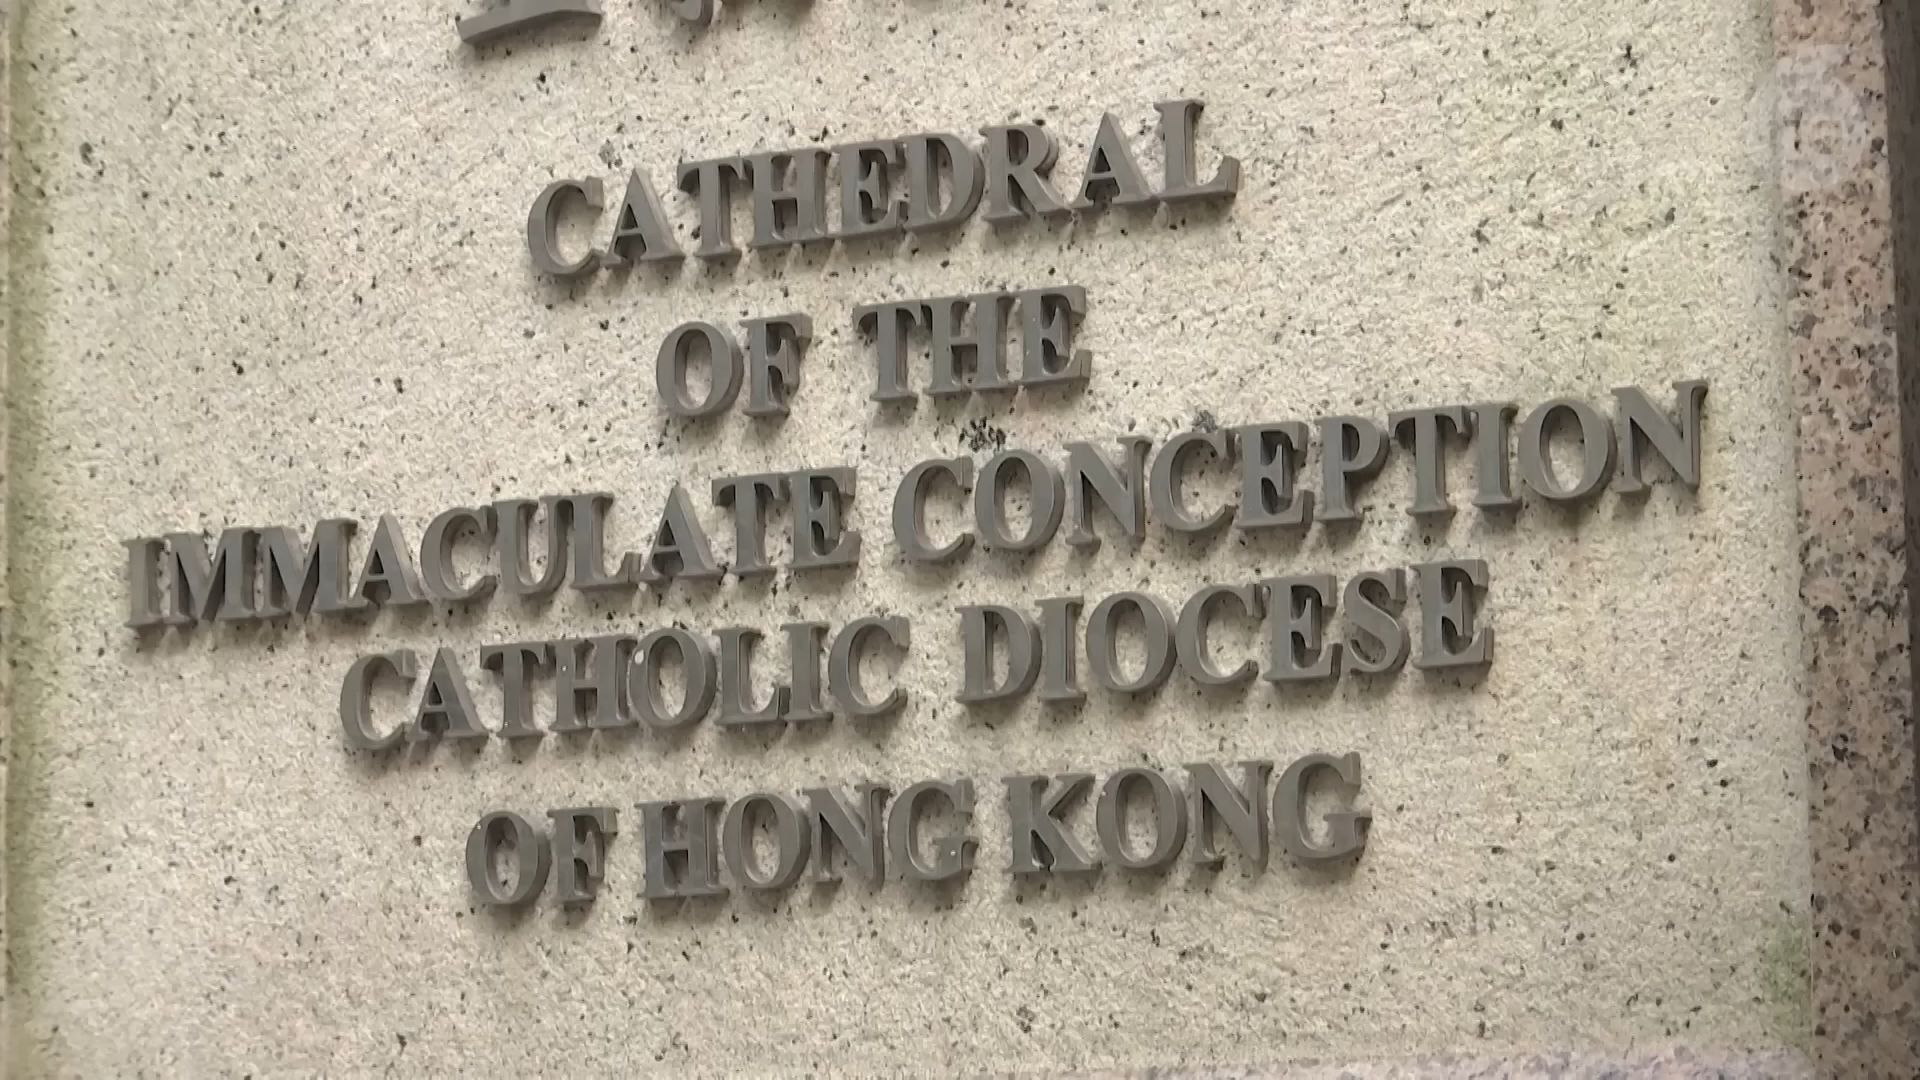 CATHEDRAL
OF THE
IMMACULATE CONCEPTION
CATHOLIC DIOCESE
OF HONG KONG